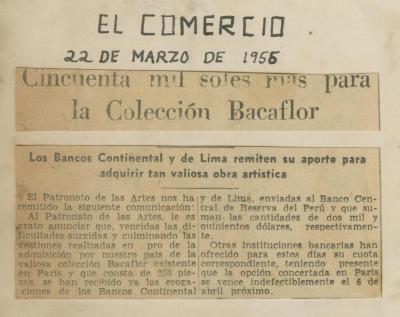 EL COMERCIO
22 DE MARZO DE 1956
Cincuenta mil soles más para
la Colección Bacaflor
Los Bancos Continental y de Lima remiten su aporte para
adquirir tan valiosa obra artística
El Patronoto de las Artes nos ha
remitido la siguiente comunicación:
Al Patronato de las Artes, le es
grato anunciar que, vencidas las di-
ficultades surgidas y culminando las
gestiones realizadas en pro de la
adquisición por nuestro país de la
valiosa colección Bacaflor existente
en París y que consta de 220 pie-
zas, se han recibido ya las eroga-
ciones de los Bancos Continental
y de Lima, enviadas al Banco Cen-
tral de Reserva del Perú y que su-
man las cantidades de dos mil y
quinientos dólares, respectivamen-
te.
Otras instituciones bancarias han
ofrecido para estos días su cuota
correspondiente, teniendo presente
que la opción concertada en París
se vence indefectiblemente el 6 de
abril próximo.